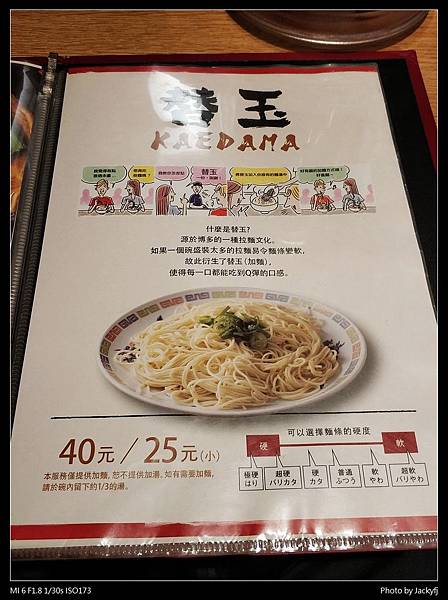 替玉
KAEDAMA
替玉
什麼是替玉?
源於博多的一種拉麵文化。
如果一個碗盛裝太多的拉麵易令麵條變軟,
故此衍生了替玉(加麵),
使得每一口都能吃到Q彈的口感。
40元 / 25元(小)
本服務僅提供加麵, 恕不提供加湯。如有需要加麵,
請於碗內留下約1/3的湯。
可以選擇麵條的硬度
硬 軟
極硬 超硬 硬 普通 軟 超軟
はり バリカタ カタ ふつう やわ バリやわ
MI 6 F1.8 1/30s ISO173
Photo by Jackyfj